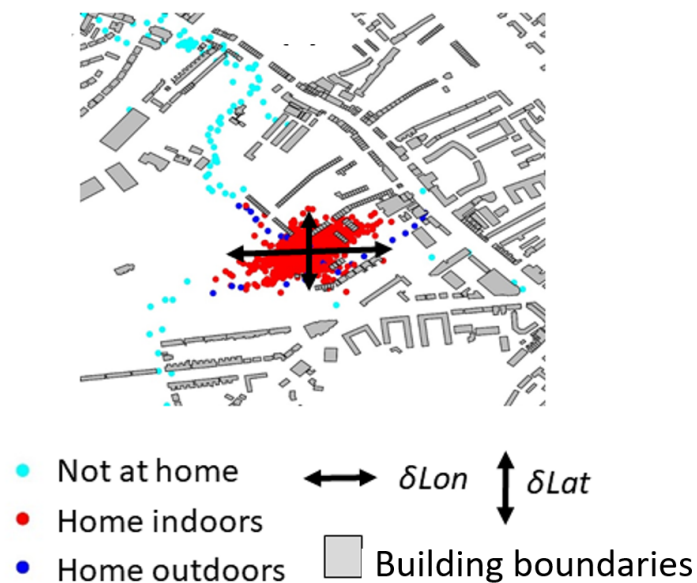 Not at home
δLon
δLat
Home indoors
Home outdoors
Building boundaries